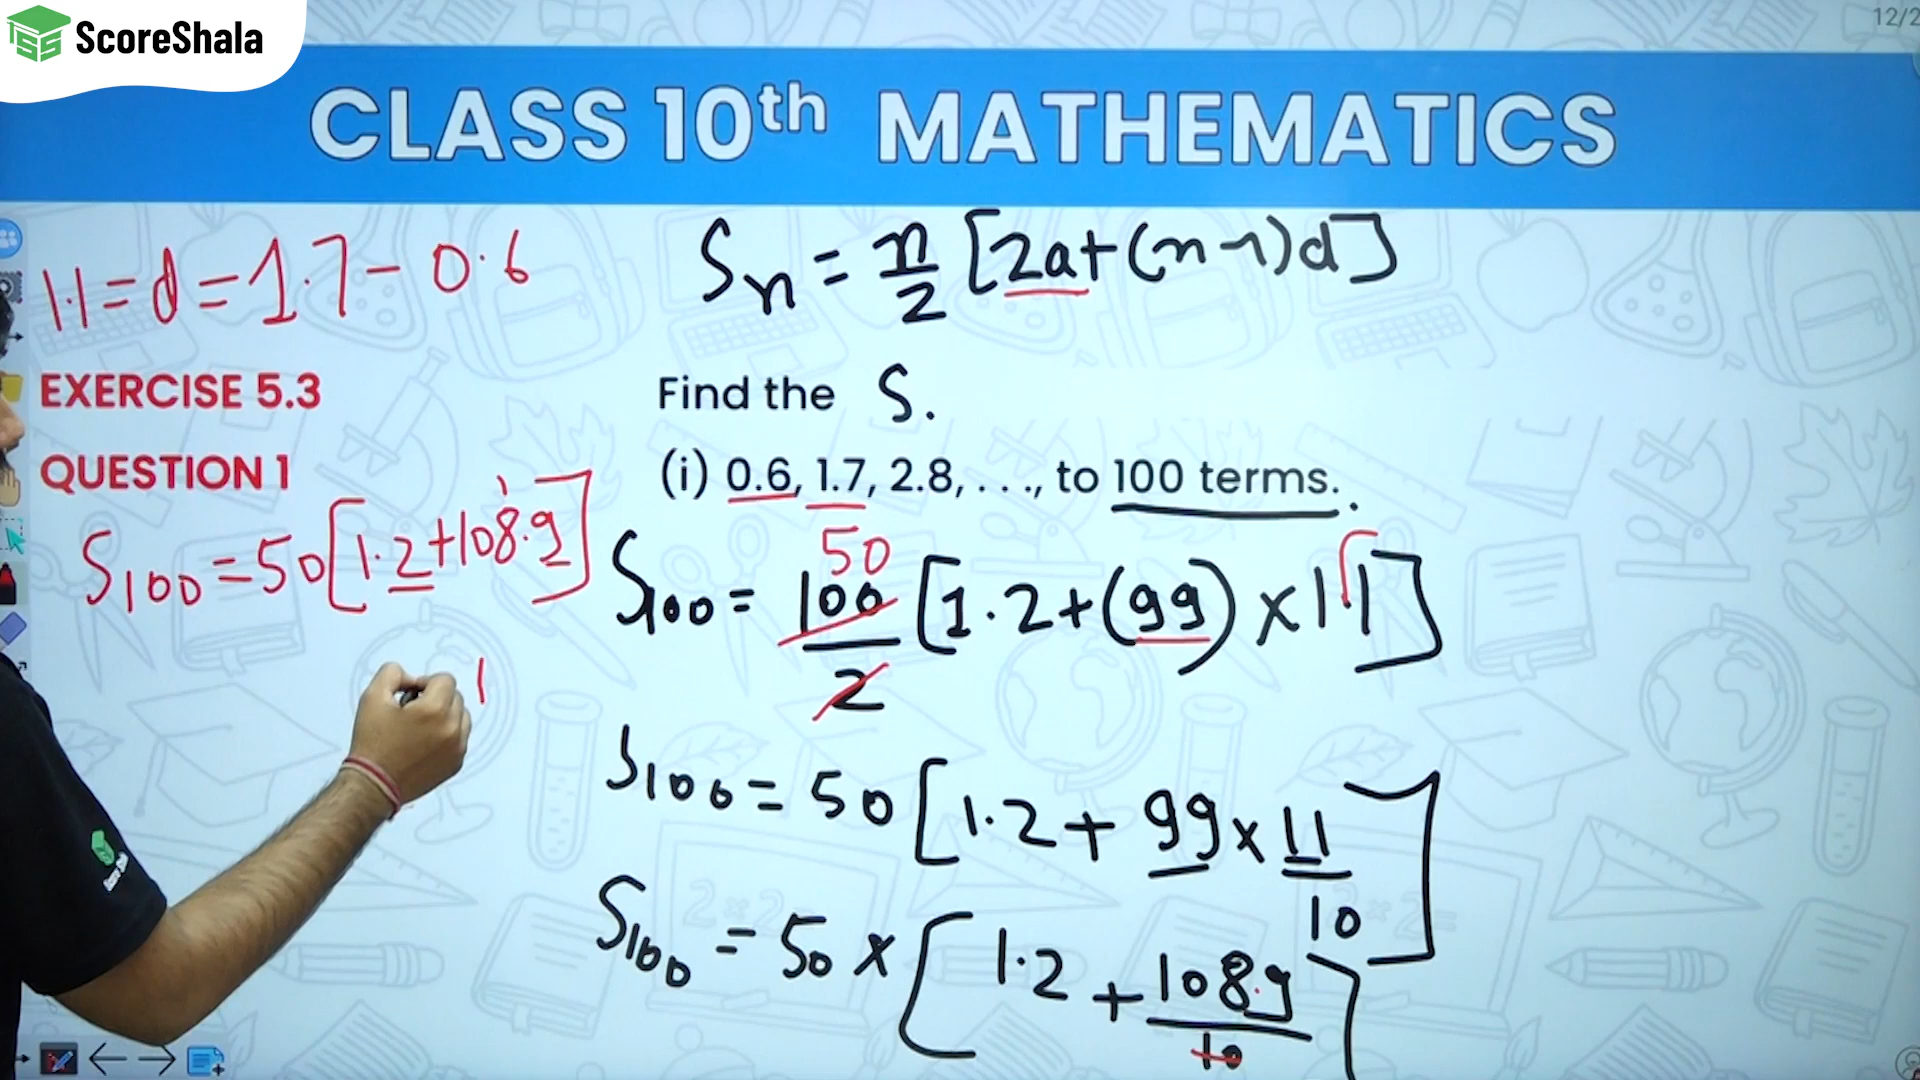 ScoreShala
12/2
CLASS 10th MATHEMATICS
1.1 = d = 1.7 - 0.6
Sn = n/2 [2a+(n-1)d]
EXERCISE 5.3
QUESTION 1
Find the S.
(i) 0.6, 1.7, 2.8, . . ., to 100 terms.
S100 = 50[1.2+108.9]
1
1
50
S100 = 100/2 [1.2+(99)×1.1]
S100 = 50 [1.2 + 99 × 11/10]
S100 = 50 × [1.2 + 108.9/10]